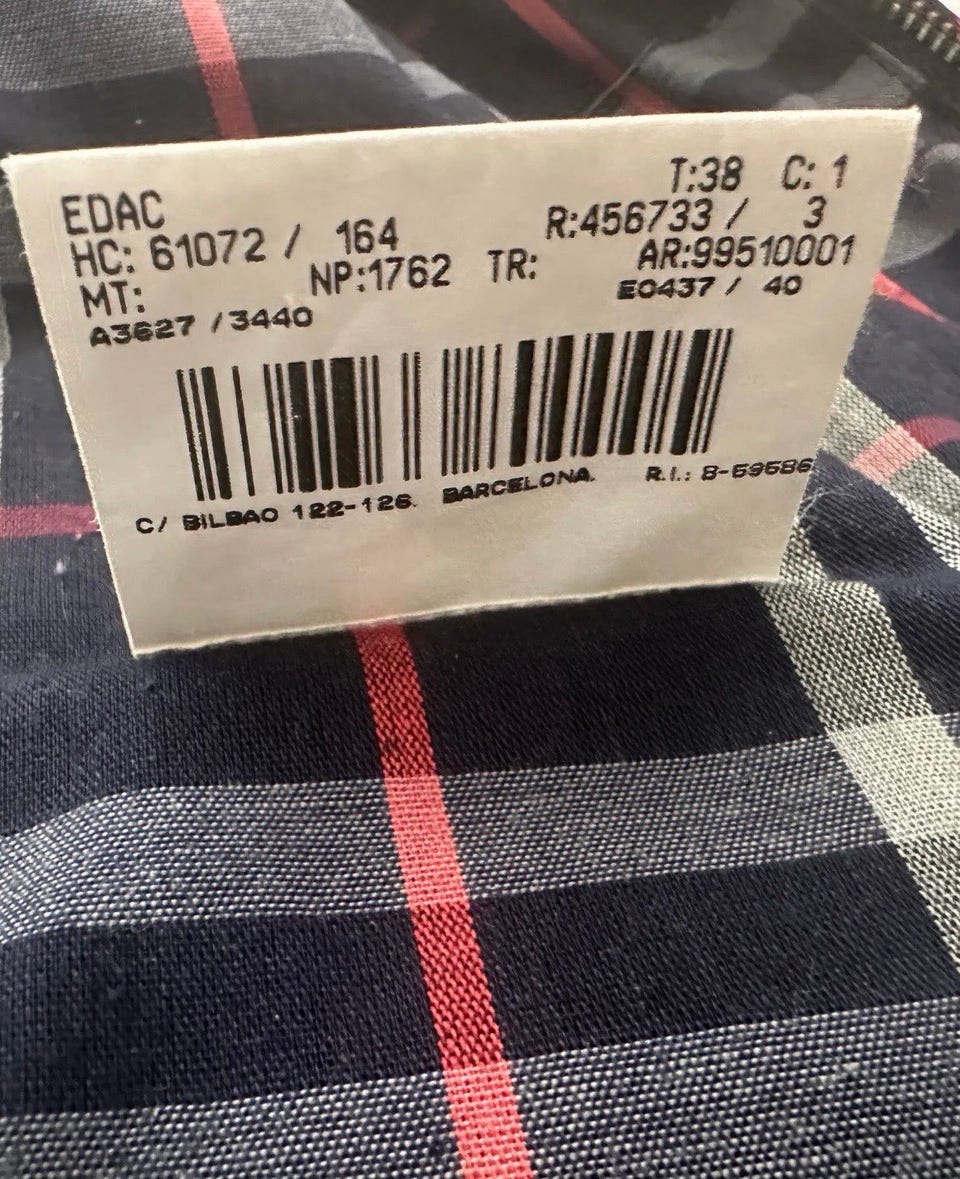 T:38 C: 1
EDAC R:456733 / 3
HC: 61072 / 164 AR:99510001
MT: NP:1762 TR: E0437 / 40
A3627 /3440
C/ BILBAO 122-126. BARCELONA. R.I.: 8-59586